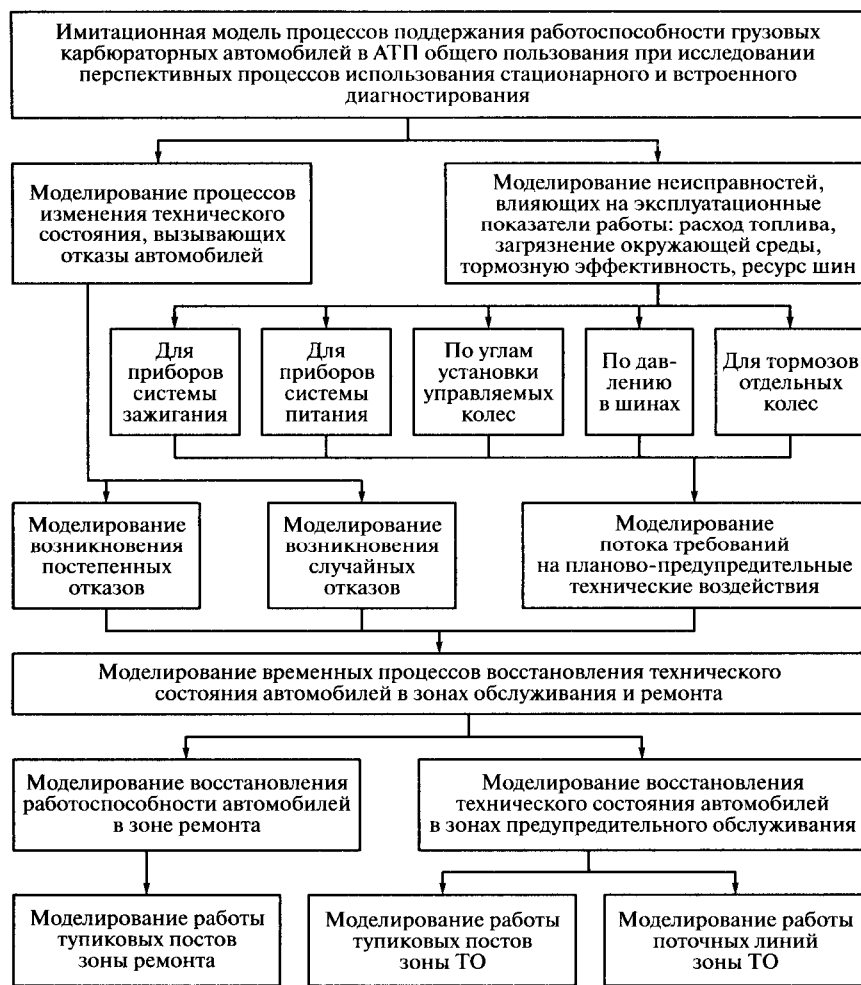 Имитационная модель процессов поддержания работоспособности грузовых
карбюраторных автомобилей в АТП общего пользования при исследовании
перспективных процессов использования стационарного и встроенного
диагностирования
Моделирование процессов
изменения технического
состояния, вызывающих
отказы автомобилей
Моделирование неисправностей,
влияющих на эксплуатационные
показатели работы: расход топлива,
загрязнение окружающей среды,
тормозную эффективность, ресурс шин
Для
приборов
системы
зажигания
Для
приборов
системы
питания
По углам
установки
управляемых
колес
По дав-
лению
в шинах
Для тормозов
отдельных
колес
Моделирование
возникновения
постепенных
отказов
Моделирование
возникновения
случайных
отказов
Моделирование
потока требований
на планово-предупредительные
технические воздействия
Моделирование временных процессов восстановления технического
состояния автомобилей в зонах обслуживания и ремонта
Моделирование восстановления
работоспособности автомобилей
в зоне ремонта
Моделирование восстановления
технического состояния автомобилей
в зонах предупредительного обслуживания
Моделирование работы
тупиковых постов
зоны ремонта
Моделирование работы
тупиковых постов
зоны ТО
Моделирование работы
поточных линий
зоны ТО